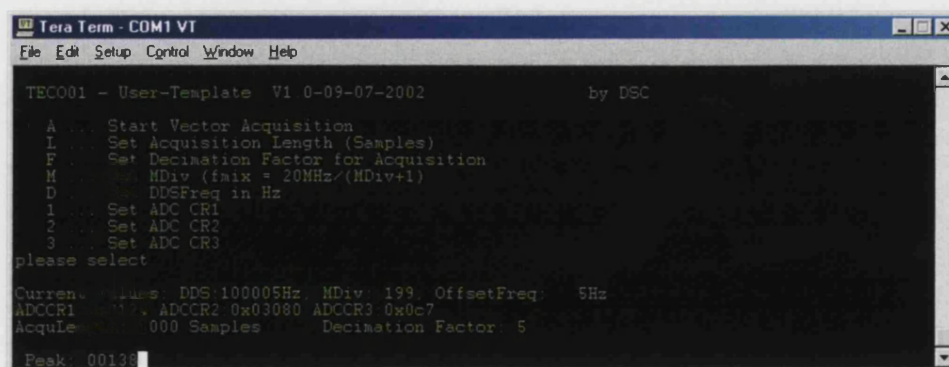 Tera Term - COM1 VT
File Edit Setup Control Window Help
TECO01 - User-Template V1.0-09-07-2002 by DSC
A ... Start Vector Acquisition
L ... Set Acquisition Length (Samples)
F ... Set Decimation Factor for Acquisition
M MDiv (fmix = 20MHz/(MDiv+1)
D DDSFreq in Hz
1 ... Set ADC CR1
2 ... Set ADC CR2
3 ... Set ADC CR3
please select
Current DDS:100005Hz, MDiv: 199, OffsetFreq: 5Hz
ADCCR1 ADCCR2:0x03080 ADCCR3:0x0c7
000 Samples Decimation Factor: 5
Peak: 00138